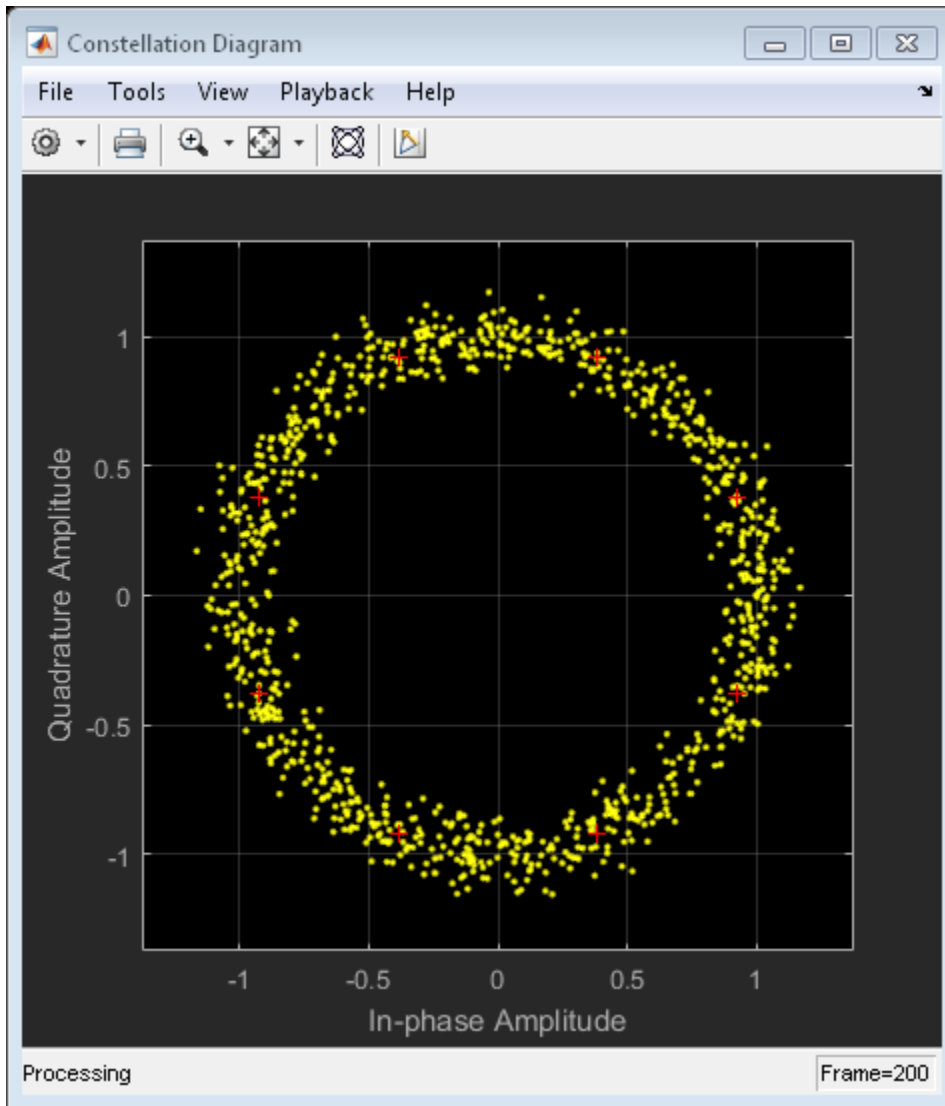 Constellation Diagram
File Tools View Playback Help
1
0.5
0
-0.5
-1
Quadrature Amplitude
-1 -0.5 0 0.5 1
In-phase Amplitude
Processing Frame=200